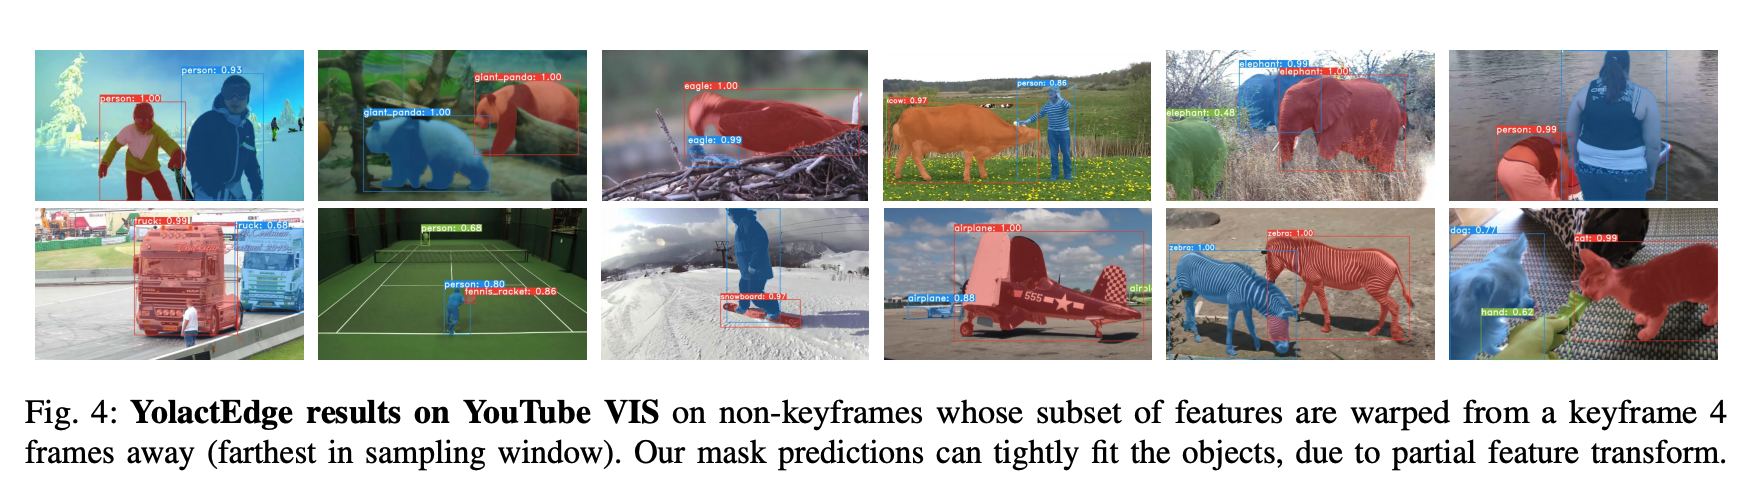 person: 0.93
person: 1.00
giant_panda: 1.00
giant_panda: 1.00
eagle: 1.00
eagle: 0.99
person: 0.86
cow: 0.97
elephant: 0.99
elephant: 1.00
elephant: 0.48
person: 0.99
truck: 0.99
truck: 0.68
person: 0.68
person: 0.80
tennis_racket: 0.86
snowboard: 0.97
airplane: 1.00
airplane: 0.88
airpl
555
zebra: 1.00
zebra: 1.00
dog: 0.77
cat: 0.99
hand: 0.62
Fig. 4: YolactEdge results on YouTube VIS on non-keyframes whose subset of features are warped from a keyframe 4
frames away (farthest in sampling window). Our mask predictions can tightly fit the objects, due to partial feature transform.